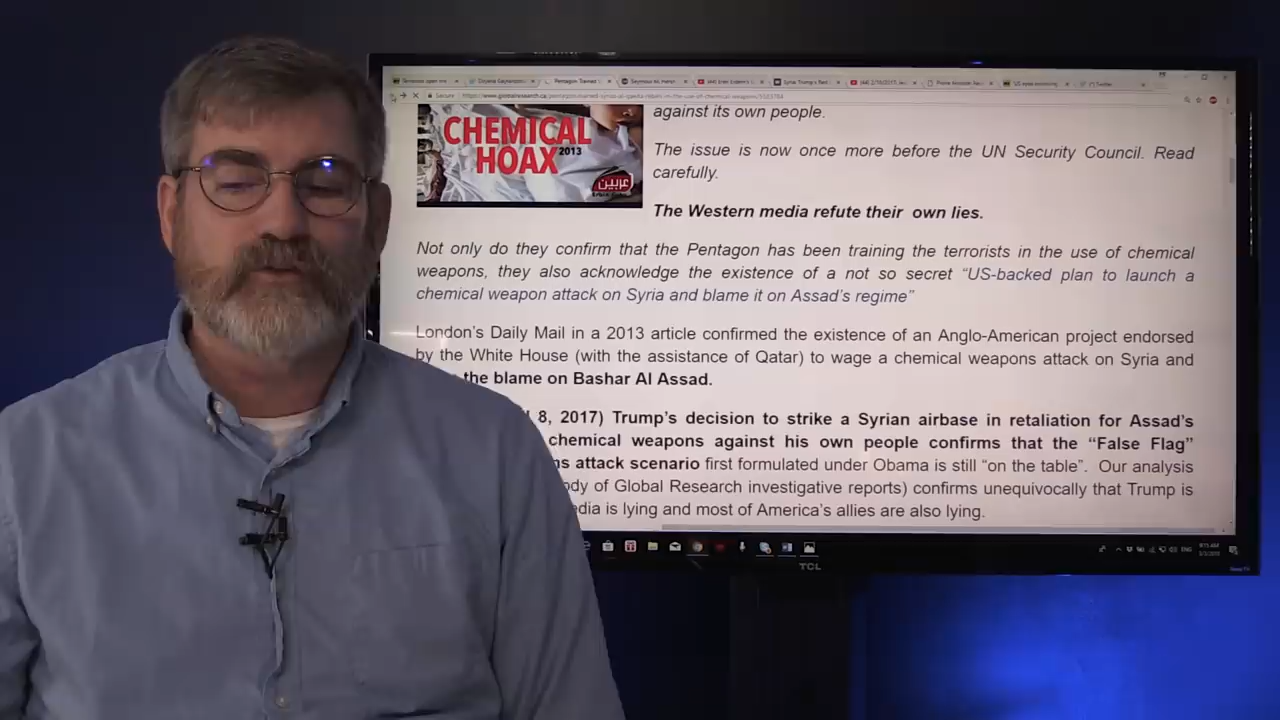 Secure
against its own people.
CHEMICAL
HOAX 2013
عربين
The issue is now once more before the UN Security Council. Read
carefully.
The Western media refute their own lies.
Not only do they confirm that the Pentagon has been training the terrorists in the use of chemical
weapons, they also acknowledge the existence of a not so secret “US-backed plan to launch a
chemical weapon attack on Syria and blame it on Assad's regime”
London's Daily Mail in a 2013 article confirmed the existence of an Anglo-American project endorsed
by the White House (with the assistance of Qatar) to wage a chemical weapons attack on Syria and
the blame on Bashar Al Assad.
8, 2017) Trump's decision to strike a Syrian airbase in retaliation for Assad's
chemical weapons against his own people confirms that the “False Flag”
attack scenario first formulated under Obama is still “on the table”. Our analysis
of Global Research investigative reports) confirms unequivocally that Trump is
is lying and most of America's allies are also lying.
ENG
TCL